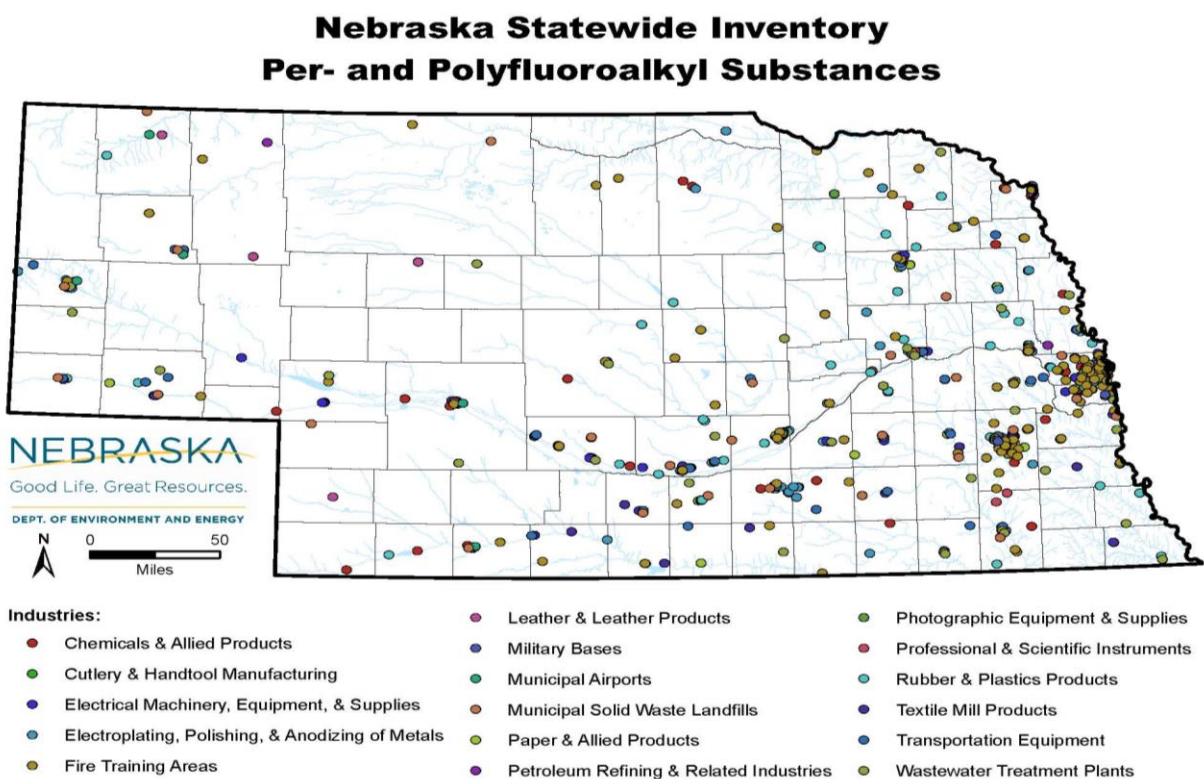 Nebraska Statewide Inventory
Per- and Polyfluoroalkyl Substances
NEBRASKA
Good Life. Great Resources.
DEPT. OF ENVIRONMENT AND ENERGY
N
0 50
Miles
Industries:
Chemicals & Allied Products
Cutlery & Handtool Manufacturing
Electrical Machinery, Equipment, & Supplies
Electroplating, Polishing, & Anodizing of Metals
Fire Training Areas
Leather & Leather Products
Military Bases
Municipal Airports
Municipal Solid Waste Landfills
Paper & Allied Products
Petroleum Refining & Related Industries
Photographic Equipment & Supplies
Professional & Scientific Instruments
Rubber & Plastics Products
Textile Mill Products
Transportation Equipment
Wastewater Treatment Plants